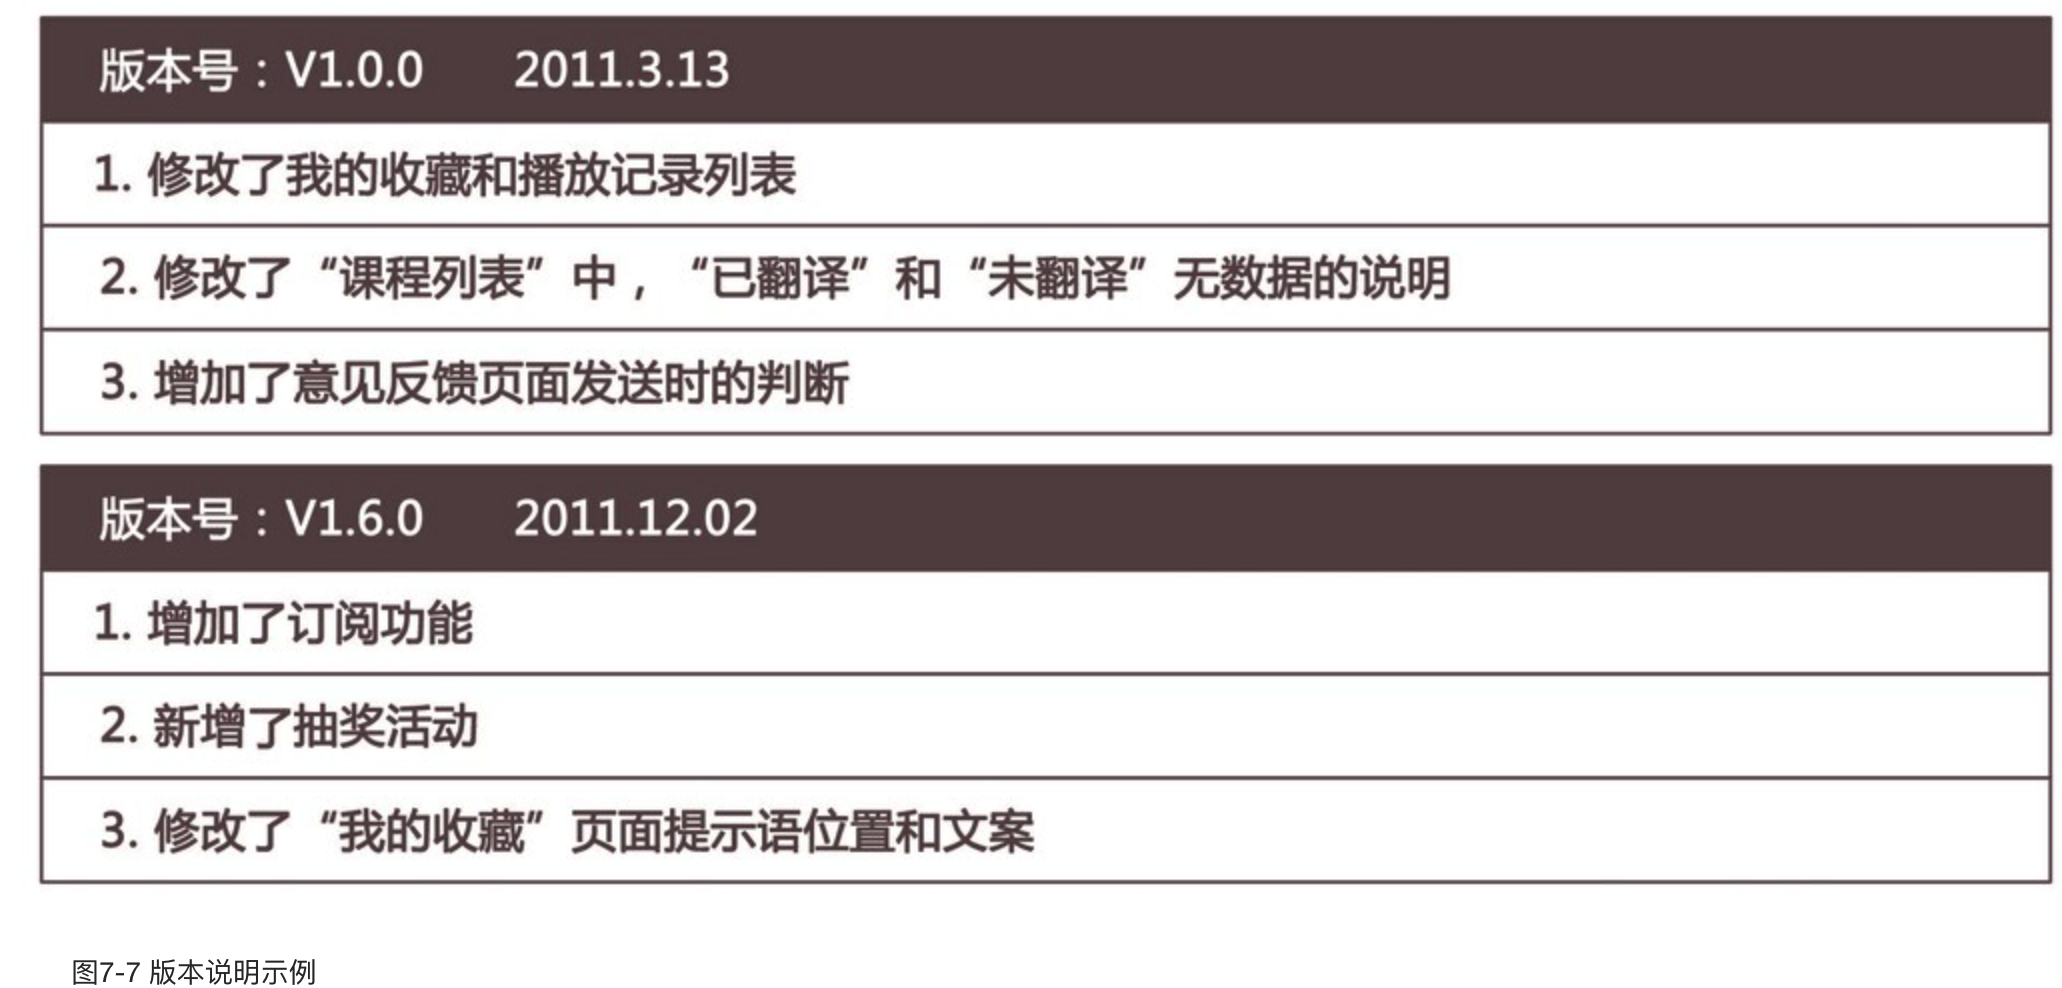 版本号：V1.0.0 2011.3.13
1. 修改了我的收藏和播放记录列表
2. 修改了“课程列表”中，“已翻译”和“未翻译”无数据的说明
3. 增加了意见反馈页面发送时的判断
版本号：V1.6.0 2011.12.02
1. 增加了订阅功能
2. 新增了抽奖活动
3. 修改了“我的收藏”页面提示语位置和文案
图7-7 版本说明示例